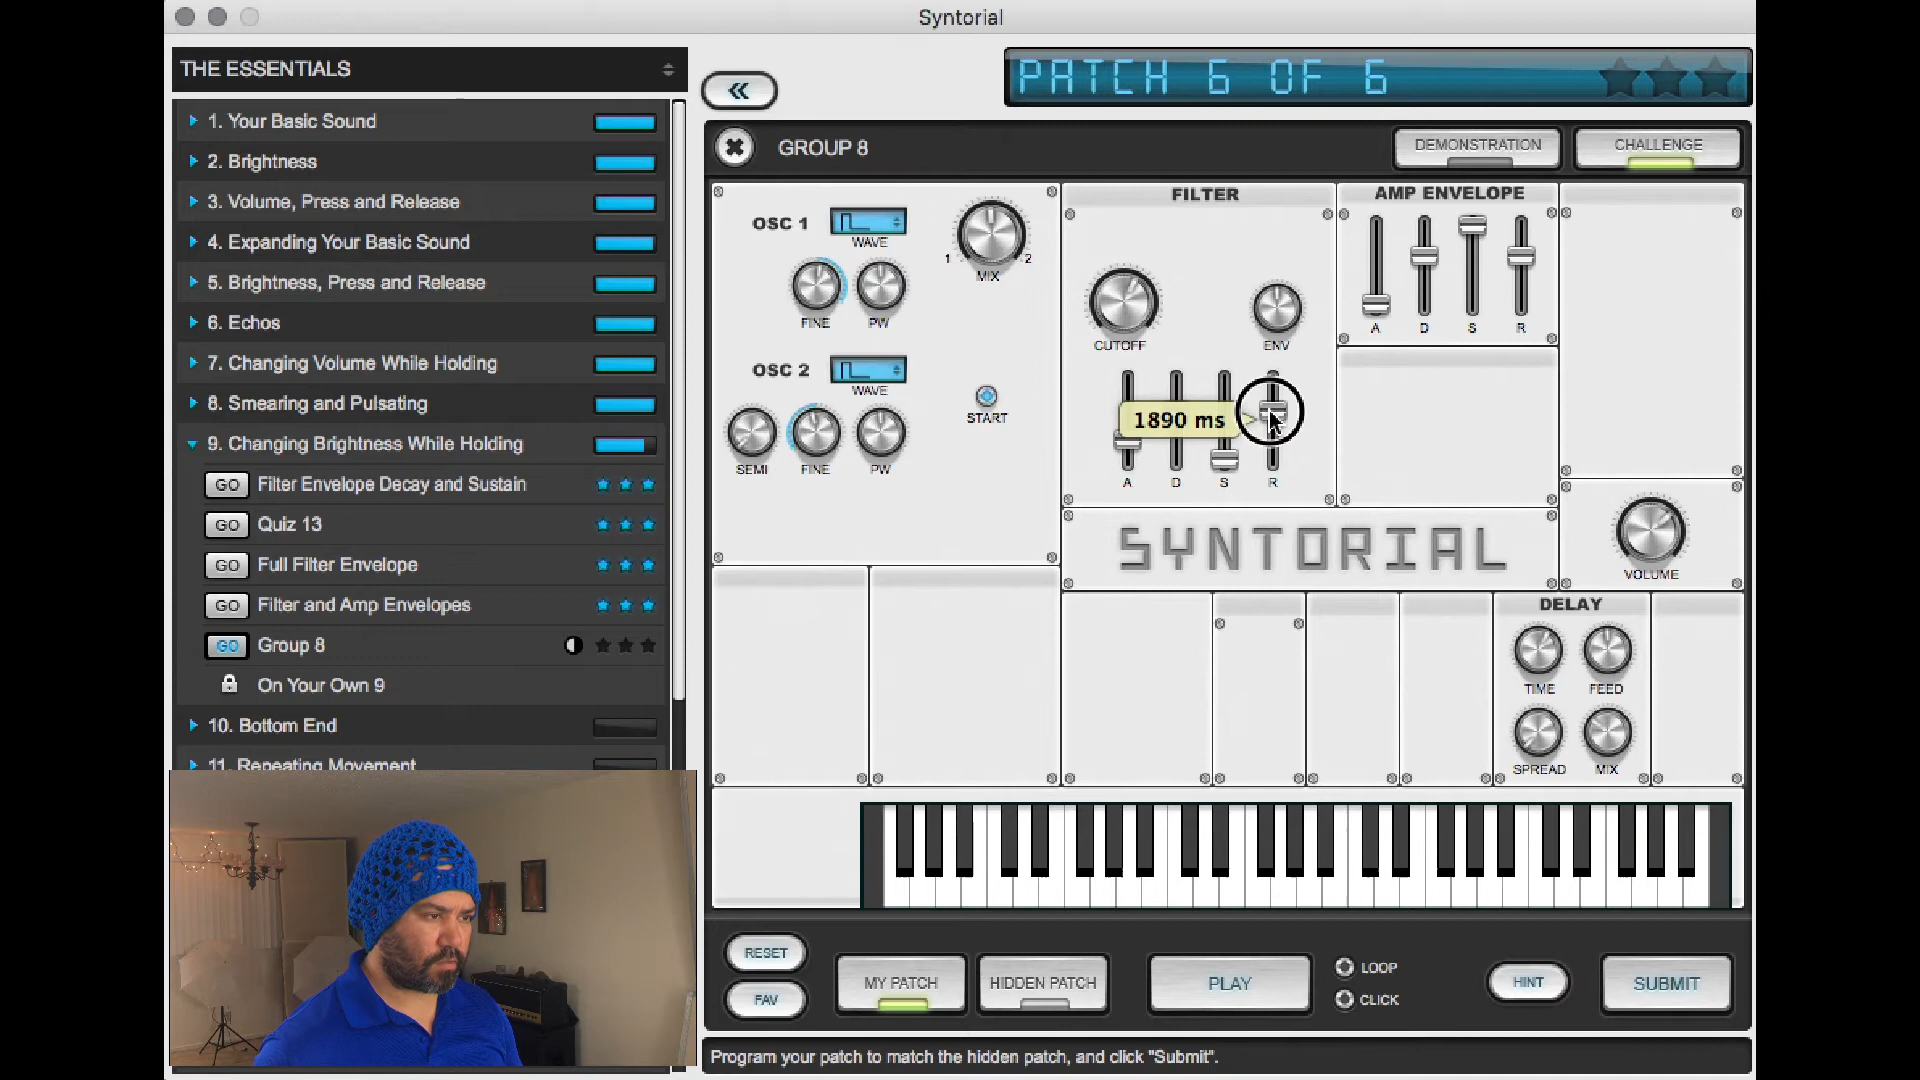 Syntorial
THE ESSENTIALS
1. Your Basic Sound
2. Brightness
3. Volume, Press and Release
4. Expanding Your Basic Sound
5. Brightness, Press and Release
6. Echos
7. Changing Volume While Holding
8. Smearing and Pulsating
9. Changing Brightness While Holding
GO Filter Envelope Decay and Sustain
GO Quiz 13
GO Full Filter Envelope
GO Filter and Amp Envelopes
GO Group 8
On Your Own 9
10. Bottom End
11. Repeating Movement
PATCH 6 OF 6
GROUP 8
DEMONSTRATION
CHALLENGE
OSC 1
WAVE
1 2
MIX
FINE PW
OSC 2
WAVE
START
SEMI FINE PW
FILTER
CUTOFF ENV
1890 ms
A D S R
AMP ENVELOPE
A D S R
SYNTORIAL
VOLUME
DELAY
TIME FEED
SPREAD MIX
RESET
FAV
MY PATCH
HIDDEN PATCH
PLAY
LOOP
CLICK
HINT
SUBMIT
Program your patch to match the hidden patch, and click "Submit".